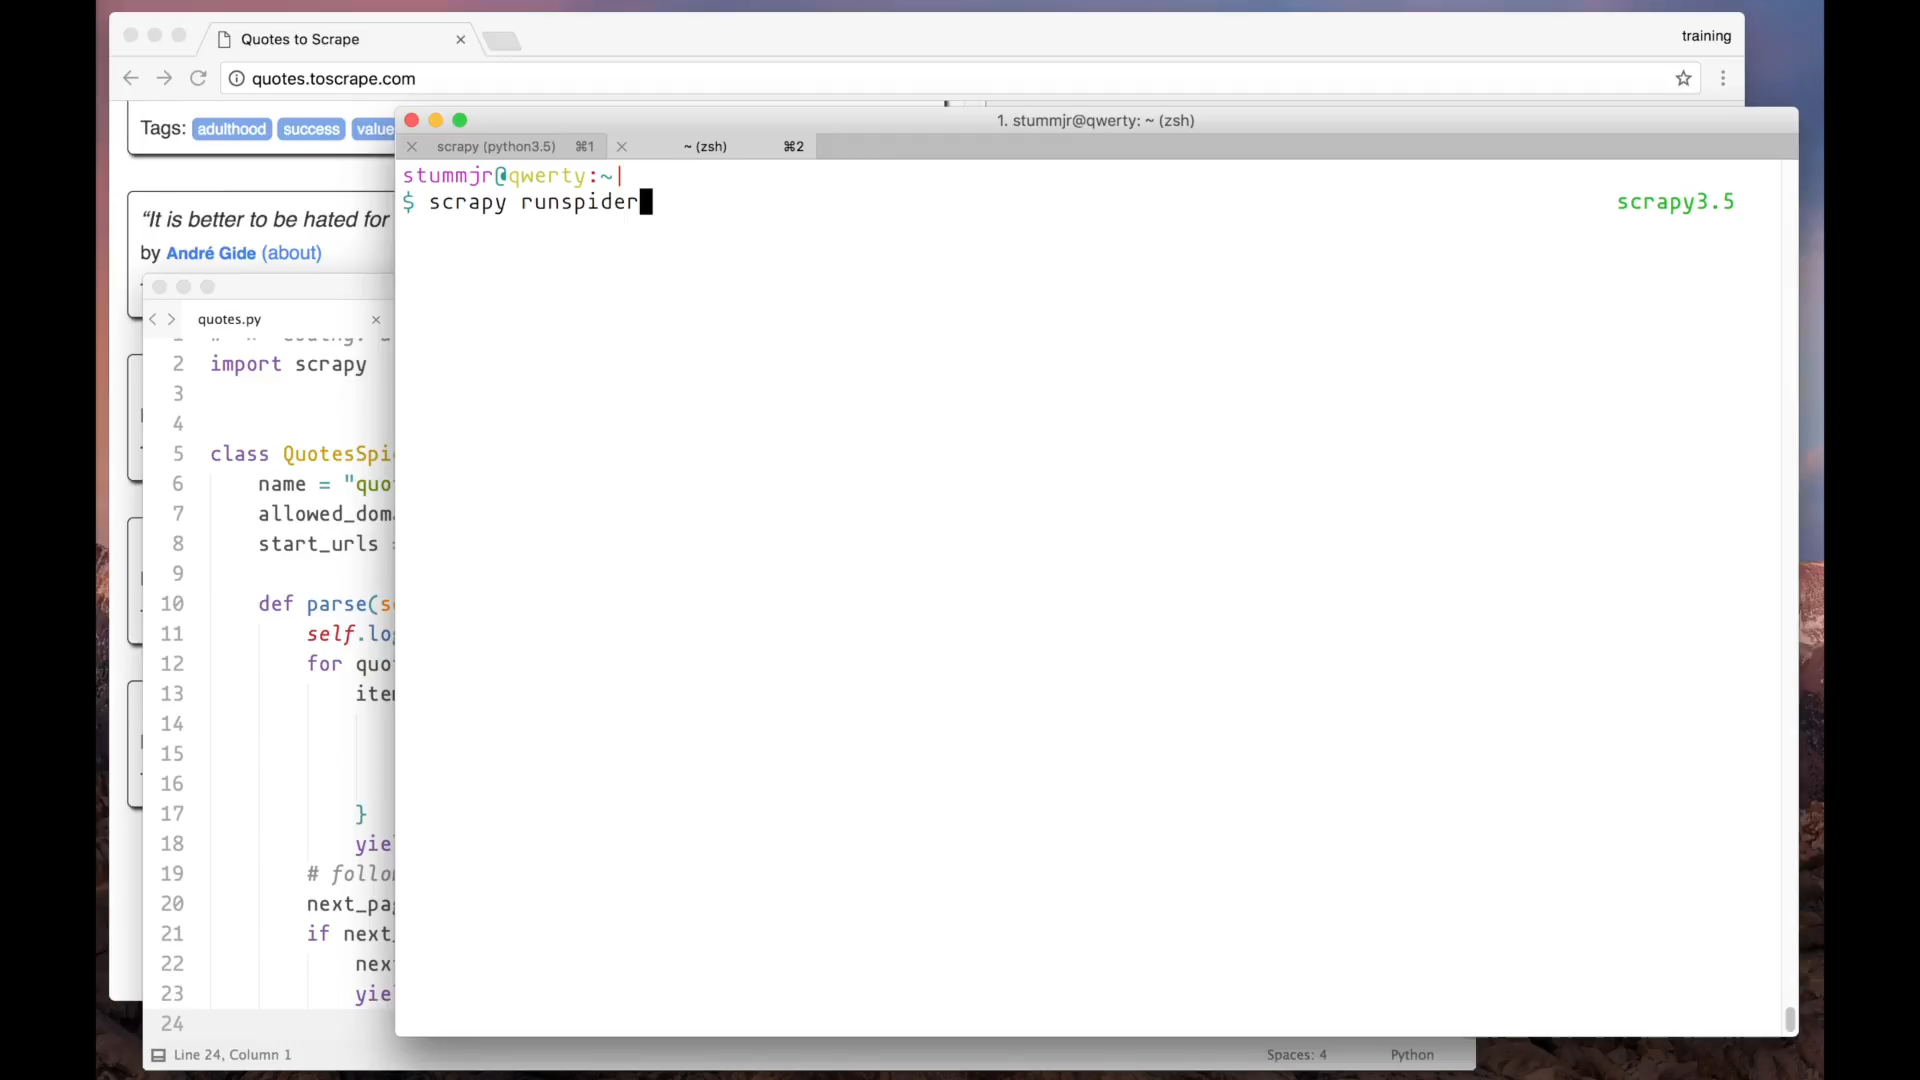 Quotes to Scrape
training
quotes.toscrape.com
Tags: adulthood success value
“It is better to be hated for
by André Gide (about)
1. stummjr@qwerty: ~ (zsh)
scrapy (python3.5) ⌘1
~ (zsh) ⌘2
stummjr@qwerty:~|
$ scrapy runspider
scrapy3.5
quotes.py
2 import scrapy
3
4
5 class QuotesSpi
6 name = "quo
7 allowed_dom
8 start_urls =
9
10 def parse(s
11 self.lo
12 for quo
13 ite
14
15
16
17 }
18 yie
19 # follo
20 next_pa
21 if next_
22 nex
23 yie
24
Line 24, Column 1
Spaces: 4
Python